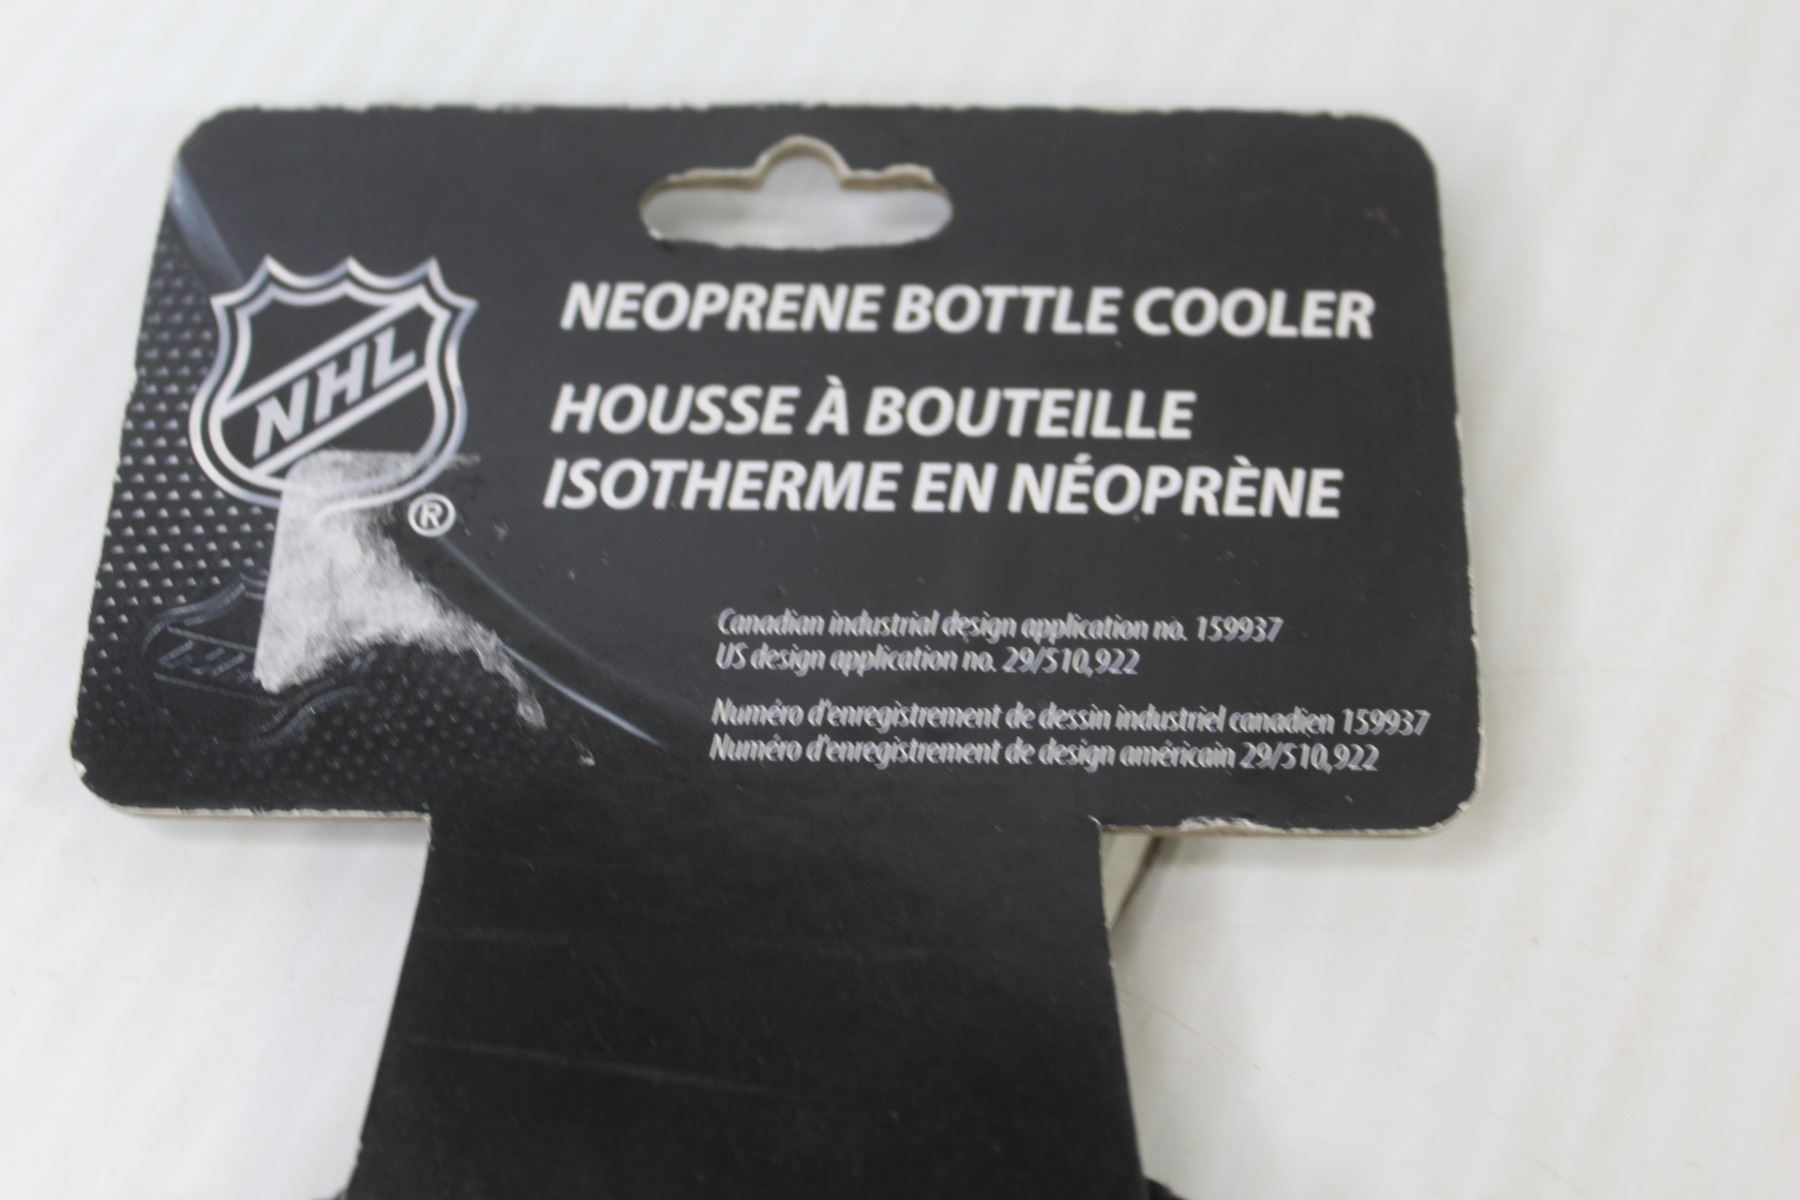 NHL
®
NEOPRENE BOTTLE COOLER
HOUSSE À BOUTEILLE
ISOTHERME EN NÉOPRÈNE
Canadian industrial design application no. 159937
US design application no. 29/510,922
Numéro d'enregistrement de dessin industriel canadien 159937
Numéro d'enregistrement de design américain 29/510,922